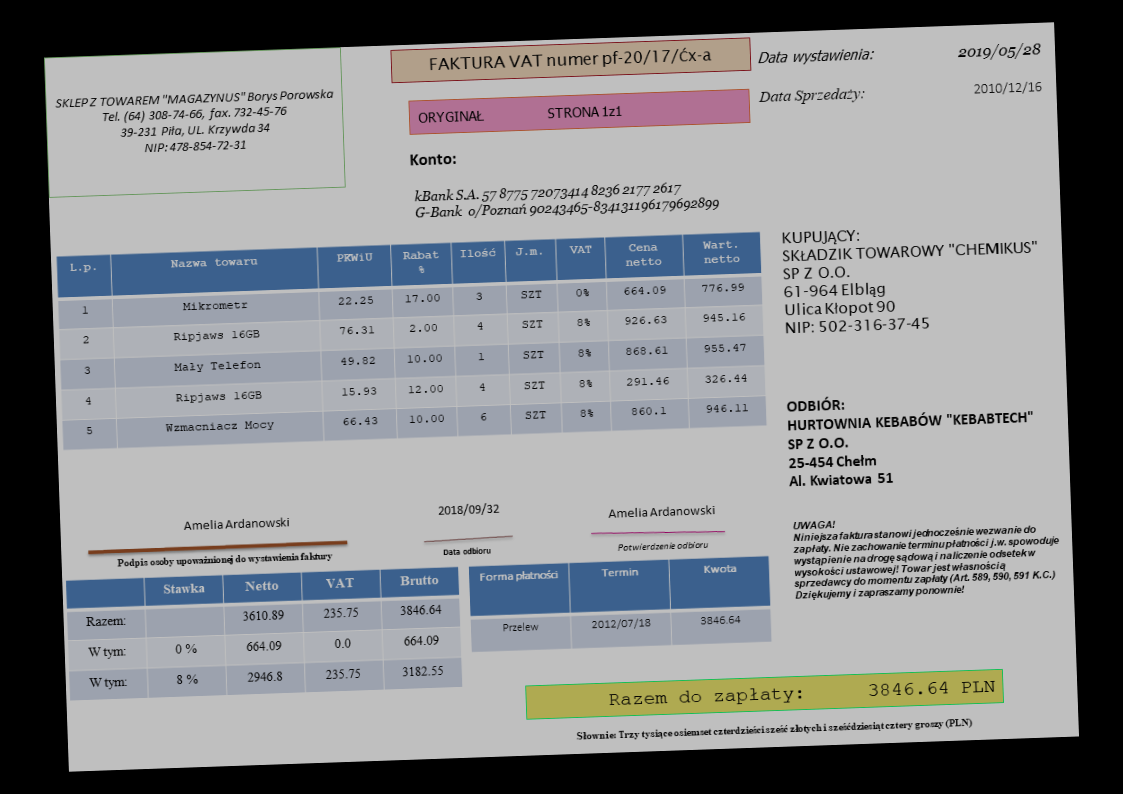 SKLEP Z TOWAREM "MAGAZYNUS" Borys Porowska
Tel. (64) 308-74-66, fax. 732-45-76
39-231 Piła, UL. Krzywda 34
NIP: 478-854-72-31
FAKTURA VAT numer pf-20/17/Ćx-a
ORYGINAŁ STRONA 1z1
Data wystawienia: 2019/05/28
Data Sprzedaży: 2010/12/16
Konto:
kBank S.A. 57 8775 72073414 8236 2177 2617
G-Bank o/Poznań 90243465-834131196179692899
L.p. Nazwa towaru PKWiU Rabat % Ilość J.m. VAT Cena netto Wart. netto
1 Mikrometr 22.25 17.00 3 SZT 0% 664.09 776.99
2 Ripjaws 16GB 76.31 2.00 4 SZT 8% 926.63 945.16
3 Mały Telefon 49.82 10.00 1 SZT 8% 868.61 955.47
4 Ripjaws 16GB 15.93 12.00 4 SZT 8% 291.46 326.44
5 Wzmacniacz Mocy 66.43 10.00 6 SZT 8% 860.1 946.11
KUPUJĄCY:
SKŁADZIK TOWAROWY "CHEMIKUS"
SP Z O.O.
61-964 Elbląg
Ulica Kłopot 90
NIP: 502-316-37-45
ODBIÓR:
HURTOWNIA KEBABÓW "KEBABTECH"
SP Z O.O.
25-454 Chełm
Al. Kwiatowa 51
Amelia Ardanowski
Podpis osoby upoważnionej do wystawienia faktury
2018/09/32
Data odbioru
Amelia Ardanowski
Potwierdzenie odbioru
UWAGA!
Niniejsza faktura stanowi jednocześnie wezwanie do
zapłaty. Nie zachowanie terminu płatności j.w. spowoduje
wystąpienie na drogę sądową i naliczenie odsetek w
wysokości ustawowej! Towar jest własnością
sprzedawcy do momentu zapłaty (Art. 589, 590, 591 K.C.)
Dziękujemy i zapraszamy ponownie!
Stawka Netto VAT Brutto
Razem: 3610.89 235.75 3846.64
W tym: 0 % 664.09 0.0 664.09
W tym: 8 % 2946.8 235.75 3182.55
Forma płatności Termin Kwota
Przelew 2012/07/18 3846.64
Razem do zapłaty: 3846.64 PLN
Słownie: Trzy tysiące osiemset czterdzieści sześć złotych i sześćdziesiąt cztery groszy (PLN)